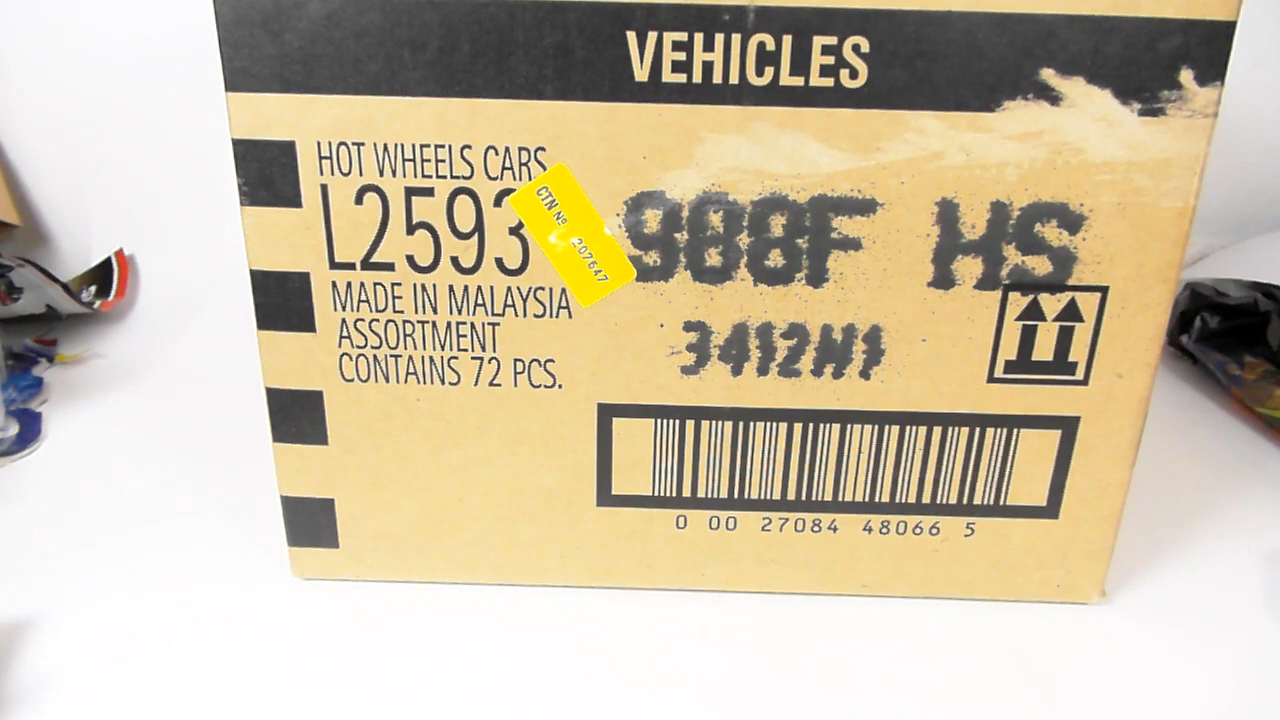 VEHICLES
HOT WHEELS CARS
L2593
MADE IN MALAYSIA
ASSORTMENT
CONTAINS 72 PCS.
CTN Nº 207647
988F HS
3412N1
0 00 27084 48066 5